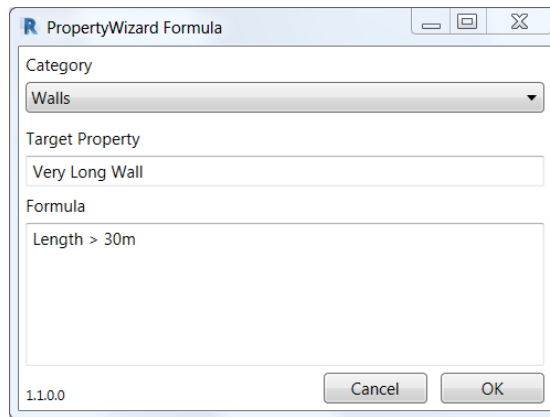 R PropertyWizard Formula
Category
Walls
Target Property
Very Long Wall
Formula
Length > 30m
1.1.0.0
Cancel
OK